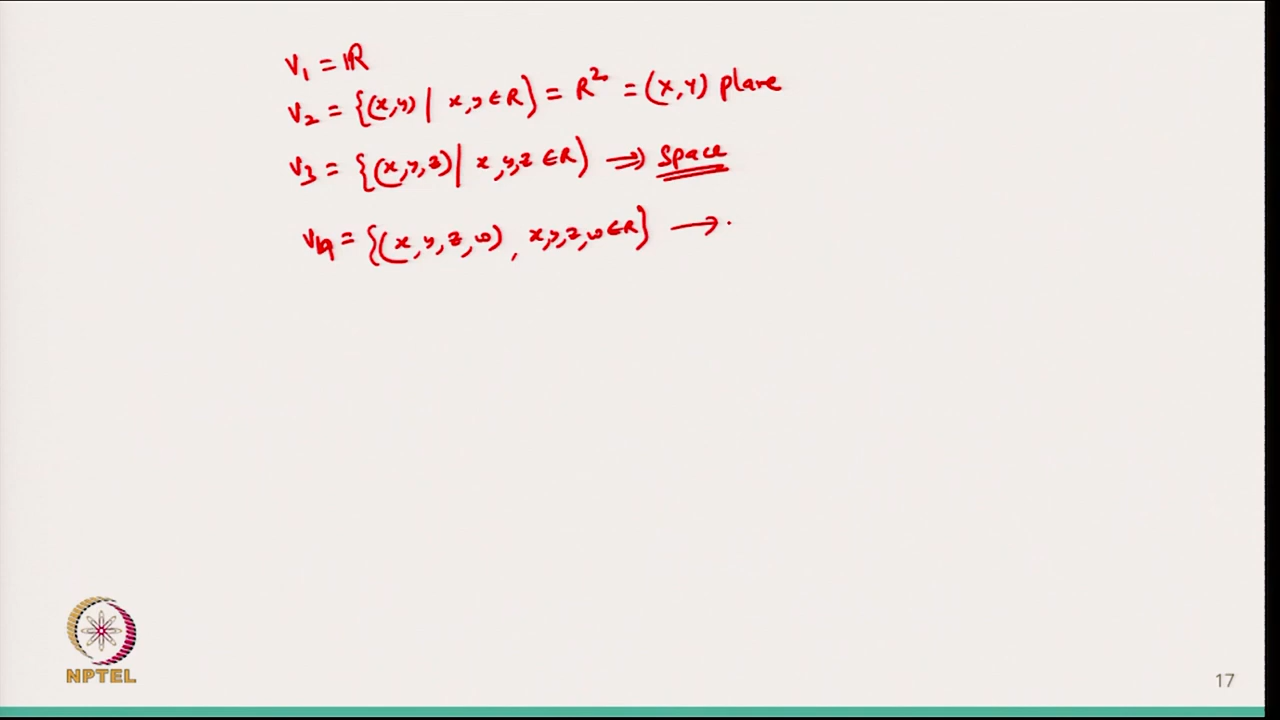 V₁ = ℝ
V₂ = {(x,y) | x,y ∈ R} = R² = (X,Y) plane
V₃ = {(x,y,z) | x,y,z ∈ R} ⇒ Space
V₄ = {(x,y,z,w), x,y,z,w ∈ R} →
NPTEL
17